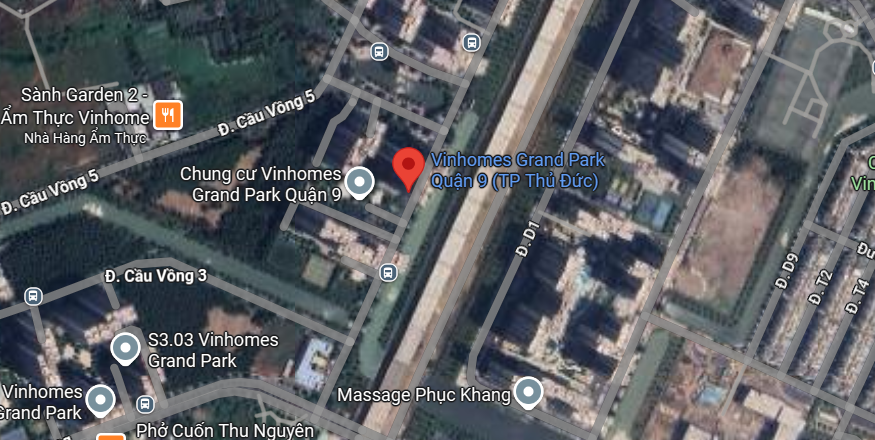 Sành Garden 2 -
Ẩm Thực Vinhome
Nhà Hàng Ẩm Thực
Đ. Cầu Vồng 5
Đ. Cầu Vồng 5
Chung cư Vinhomes
Grand Park Quận 9
Vinhomes Grand Park
Quận 9 (TP Thủ Đức)
Đ. D1
Đ. Cầu Vồng 3
Đ. D9
Đ. T2
Đ. T4
S3.03 Vinhomes
Grand Park
Vinhomes
Grand Park
Massage Phục Khang
Phở Cuốn Thu Nguyên